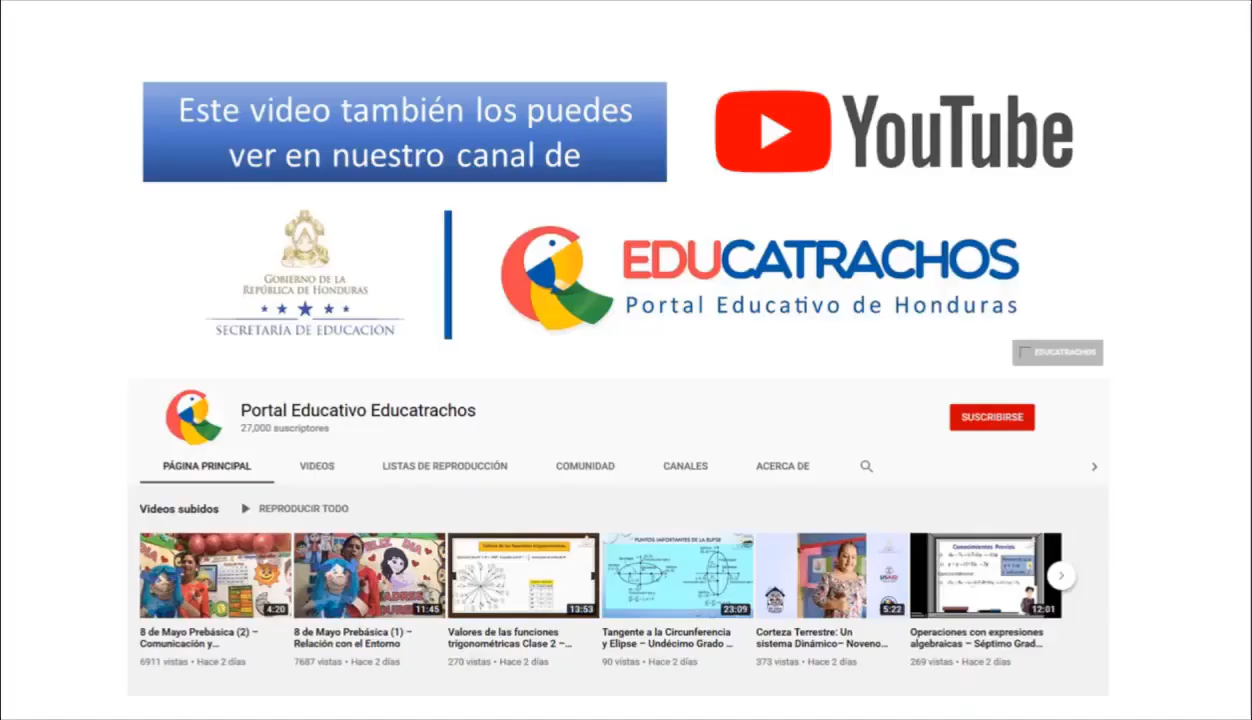 Este video también los puedes
ver en nuestro canal de
YouTube
GOBIERNO DE LA
REPÚBLICA DE HONDURAS
SECRETARÍA DE EDUCACIÓN
EDUCATRACHOS
Portal Educativo de Honduras
EDUCATRACHOS
Portal Educativo Educatrachos
27,000 suscriptores
SUSCRIBIRSE
PÁGINA PRINCIPAL VIDEOS LISTAS DE REPRODUCCIÓN COMUNIDAD CANALES ACERCA DE
Videos subidos REPRODUCIR TODO
4:20 11:45 13:53 23:09 5:22 12:01
8 de Mayo Prebásica (2) – 8 de Mayo Prebásica (1) – Valores de las funciones Tangente a la Circunferencia Corteza Terrestre: Un Operaciones con expresiones
Comunicación y... Relación con el Entorno trigonométricas Clase 2 –... y Elipse – Undécimo Grado ... sistema Dinámico– Noveno... algebraicas – Séptimo Grad...
6911 vistas • Hace 2 días 7687 vistas • Hace 2 días 270 vistas • Hace 2 días 90 vistas • Hace 2 días 373 vistas • Hace 2 días 269 vistas • Hace 2 días